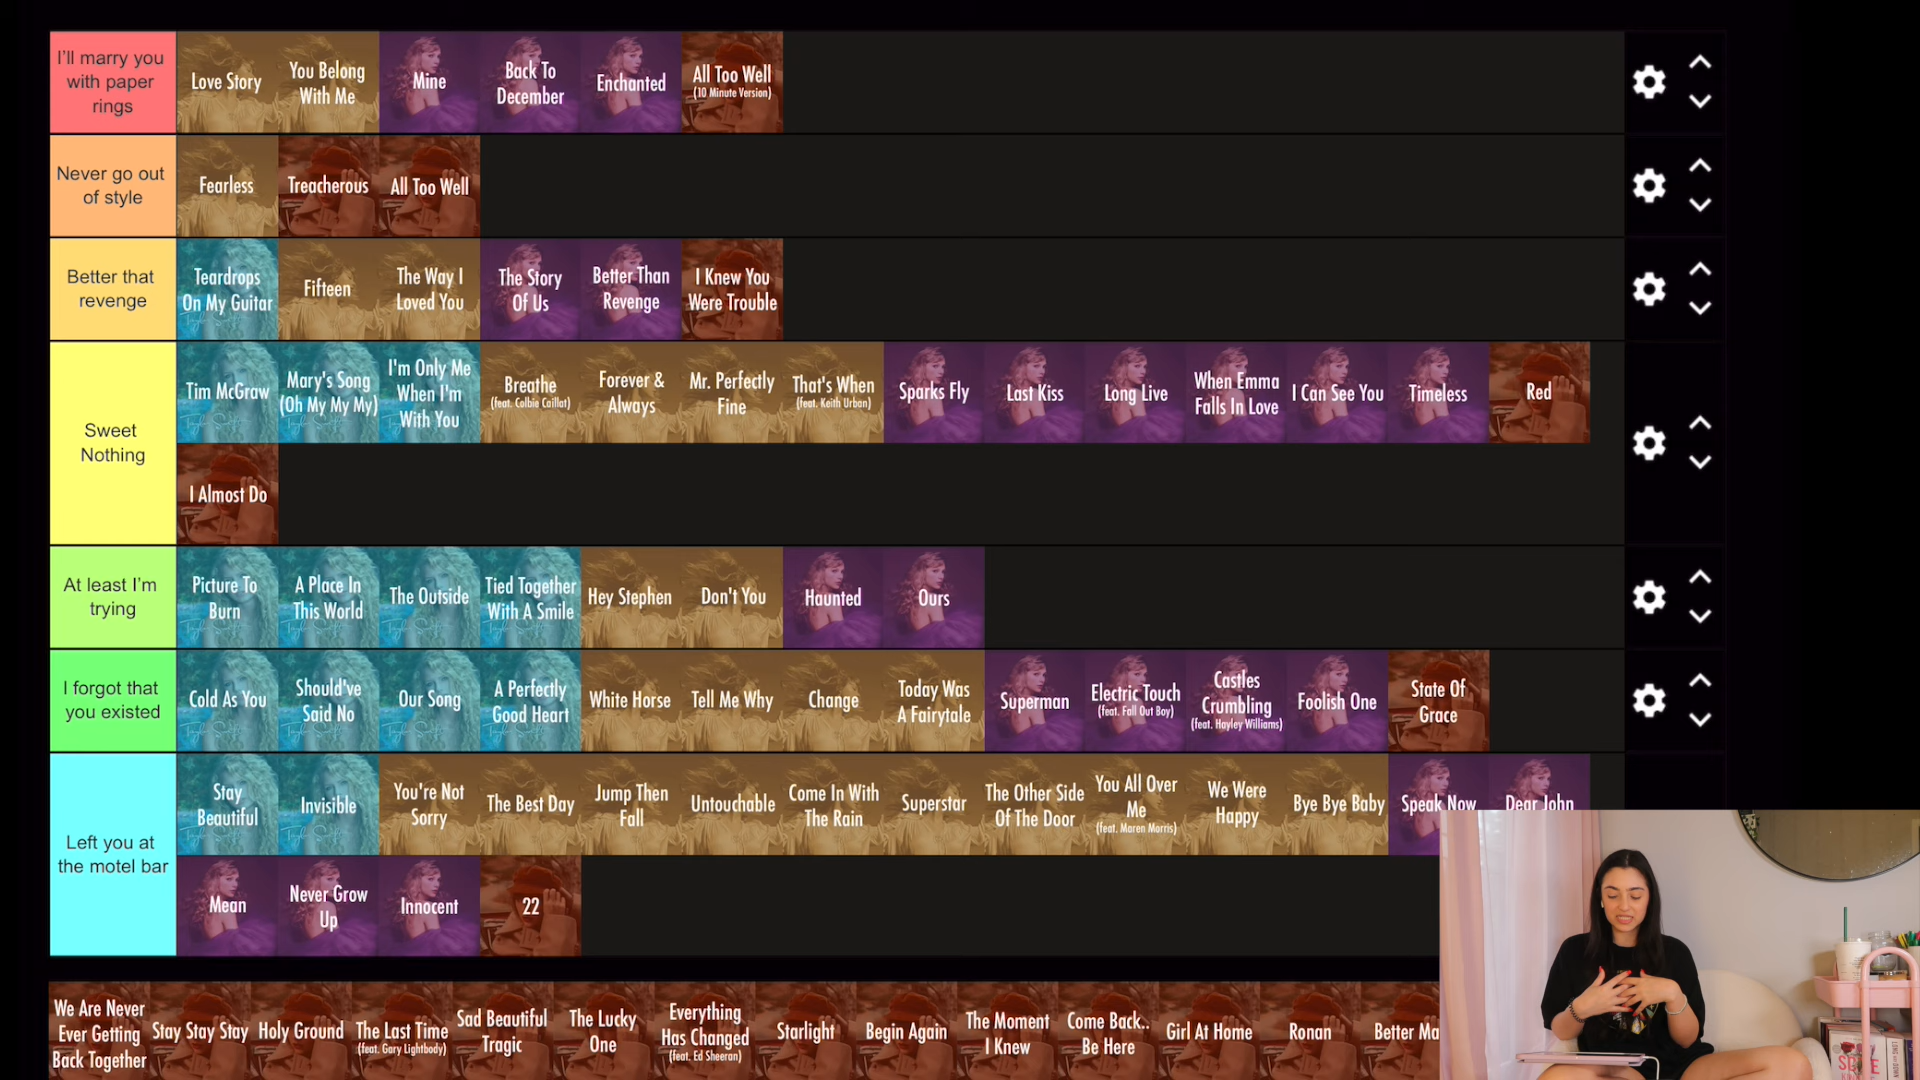 I'll marry you
with paper
rings
Love Story
You Belong
With Me
Mine
Back To
December
Enchanted
All Too Well
(10 Minute Version)
Never go out
of style
Fearless
Treacherous
All Too Well
Better that
revenge
Teardrops
On My Guitar
Fifteen
The Way I
Loved You
The Story
Of Us
Better Than
Revenge
I Knew You
Were Trouble
Sweet
Nothing
Tim McGraw
Mary's Song
(Oh My My My)
I'm Only Me
When I'm
With You
Breathe
(feat. Colbie Caillat)
Forever &
Always
Mr. Perfectly
Fine
That's When
(feat. Keith Urban)
Sparks Fly
Last Kiss
Long Live
When Emma
Falls In Love
I Can See You
Timeless
Red
I Almost Do
At least I'm
trying
Picture To
Burn
A Place In
This World
The Outside
Tied Together
With A Smile
Hey Stephen
Don't You
Haunted
Ours
I forgot that
you existed
Cold As You
Should've
Said No
Our Song
A Perfectly
Good Heart
White Horse
Tell Me Why
Change
Today Was
A Fairytale
Superman
Electric Touch
(feat. Fall Out Boy)
Castles
Crumbling
(feat. Hayley Williams)
Foolish One
State Of
Grace
Left you at
the motel bar
Stay
Beautiful
Invisible
You're Not
Sorry
The Best Day
Jump Then
Fall
Untouchable
Come In With
The Rain
Superstar
The Other Side
Of The Door
You All Over
Me
(feat. Maren Morris)
We Were
Happy
Bye Bye Baby
Speak Now
Dear John
Mean
Never Grow
Up
Innocent
22
We Are Never
Ever Getting
Back Together
Stay Stay Stay
Holy Ground
The Last Time
(feat. Gary Lightbody)
Sad Beautiful
Tragic
The Lucky
One
Everything
Has Changed
(feat. Ed Sheeran)
Starlight
Begin Again
The Moment
I Knew
Come Back..
Be Here
Girl At Home
Ronan
Better Ma